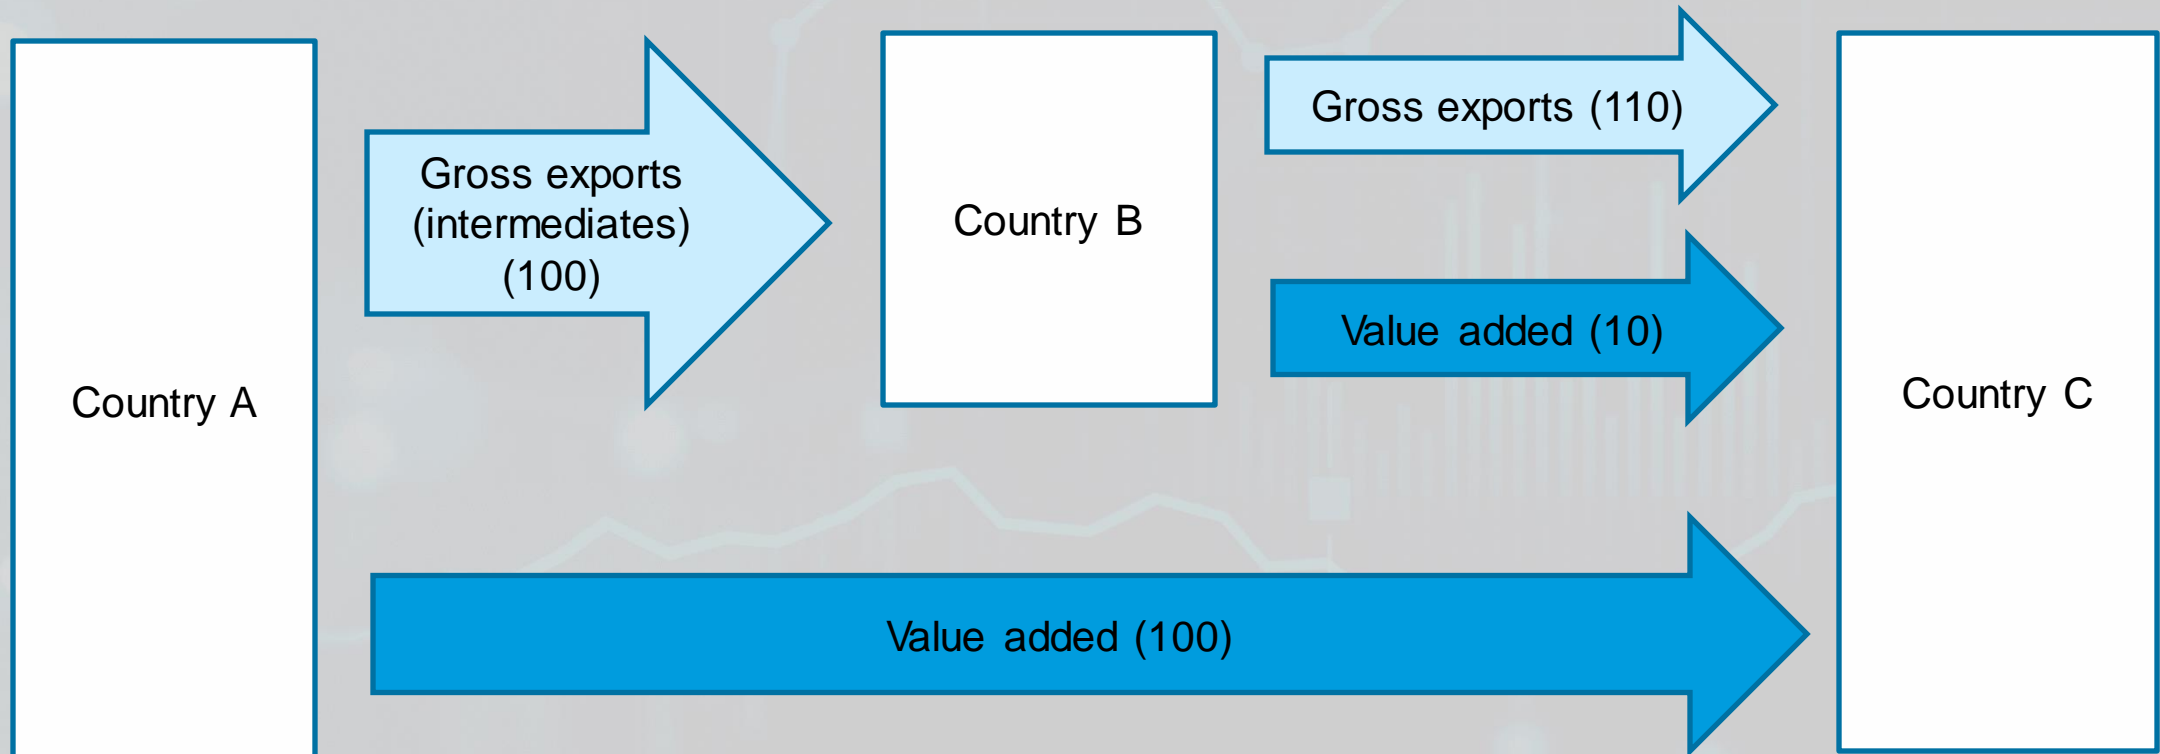 Country A
Gross exports
(intermediates)
(100)
Country B
Gross exports (110)
Value added (10)
Country C
Value added (100)